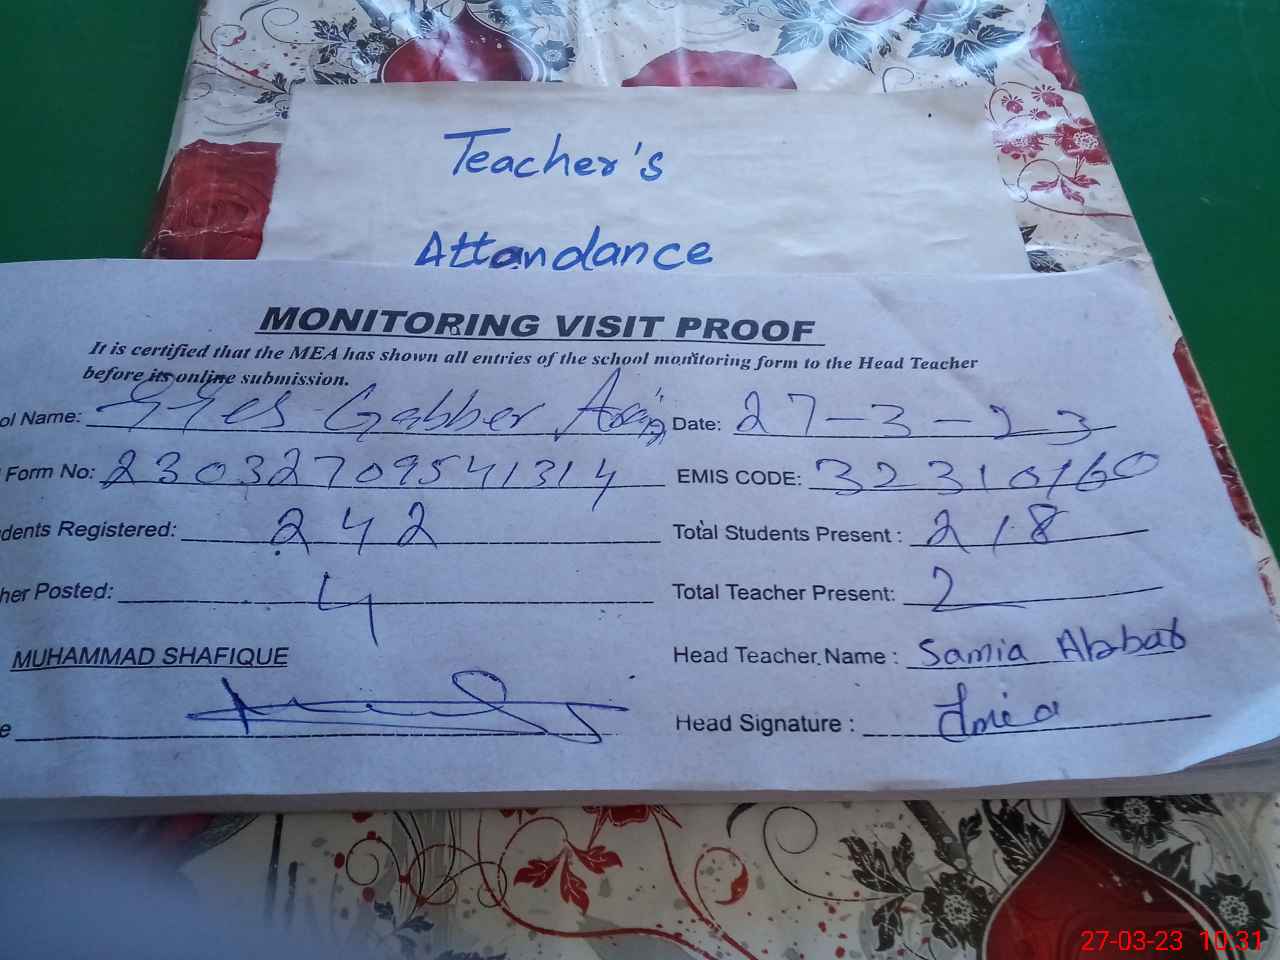 Teacher's
Attandance
MONITORING VISIT PROOF
It is certified that the MEA has shown all entries of the school monitoring form to the Head Teacher
before its online submission.
ol Name: Gabber Date: 27-3-23
Form No: 23032709541314 EMIS CODE: 32310160
dents Registered: 242 Total Students Present : 218
her Posted: 4 Total Teacher Present: 2
MUHAMMAD SHAFIQUE Head Teacher Name : Samia Abbas
e Head Signature :
27-03-23 10:31